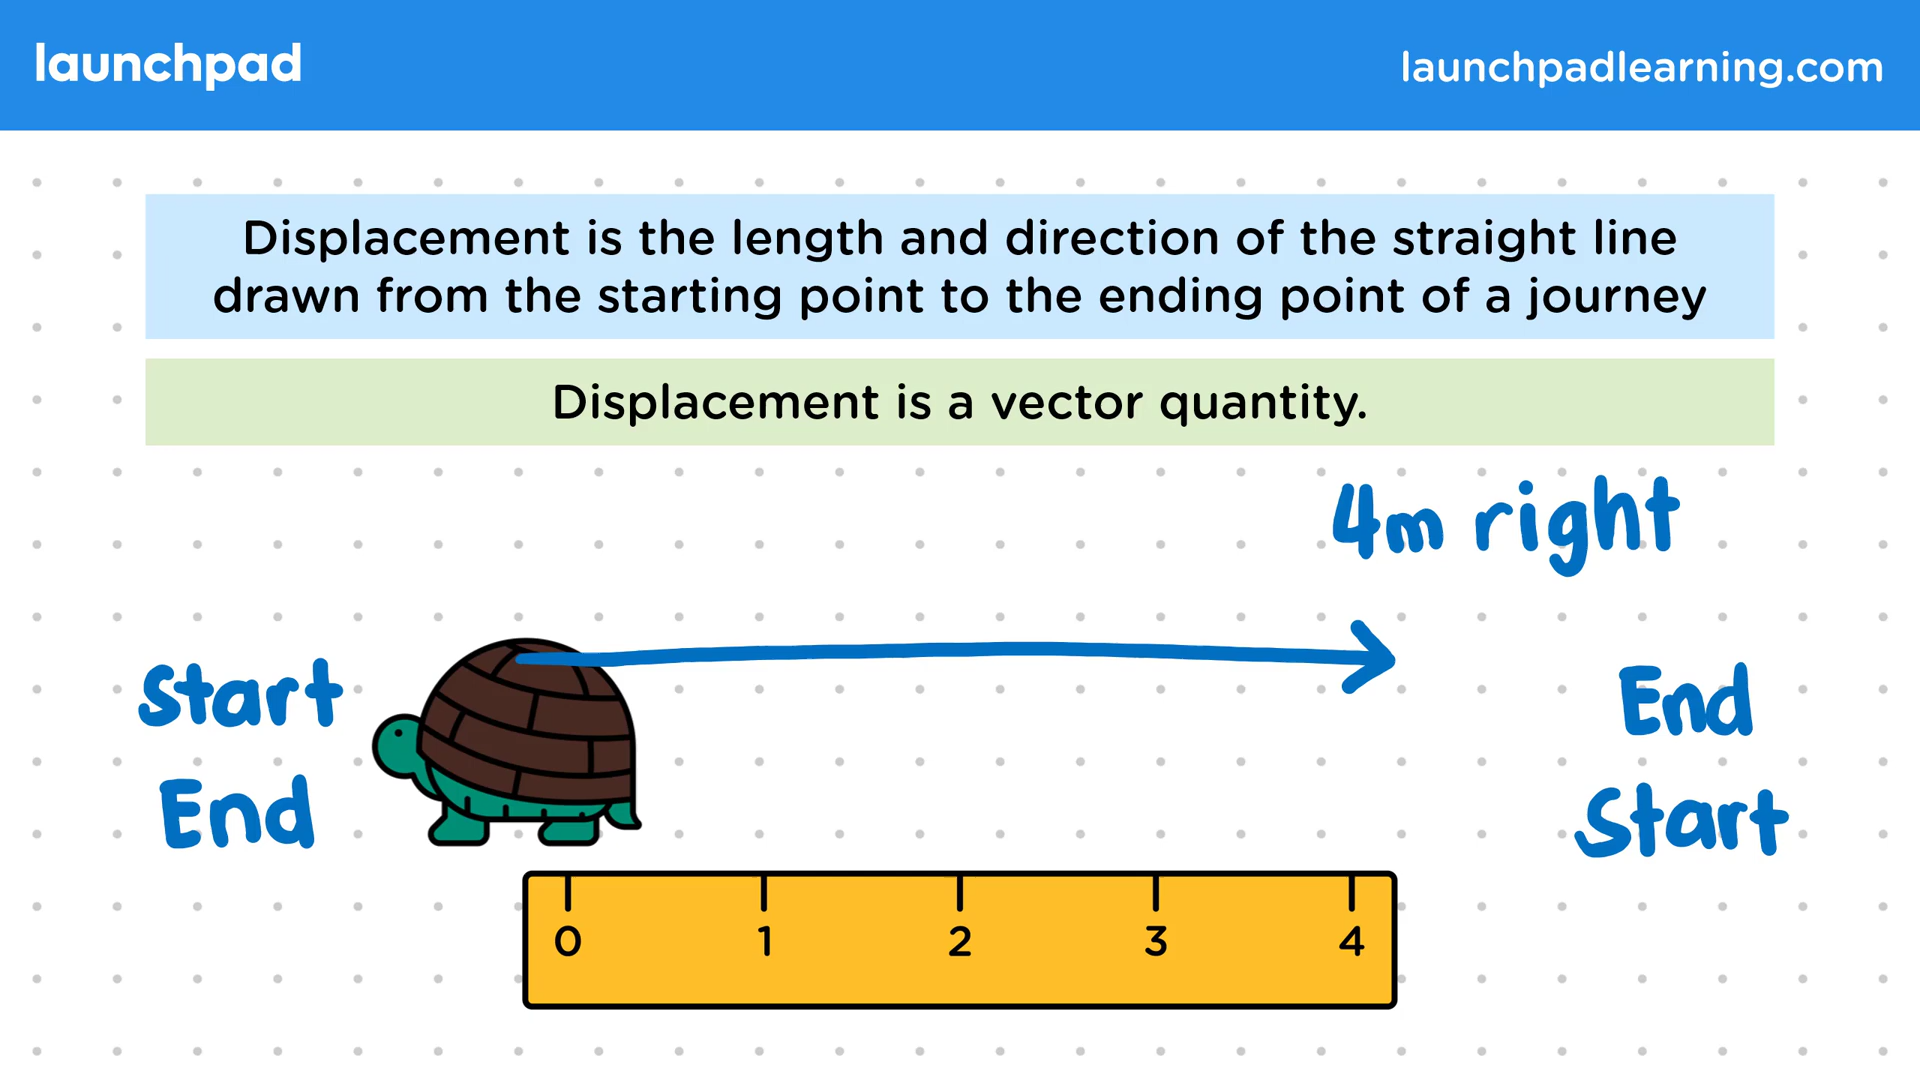 launchpad
launchpadlearning.com
Displacement is the length and direction of the straight line
drawn from the starting point to the ending point of a journey
Displacement is a vector quantity.
4m right
Start
End
End
Start
0 1 2 3 4